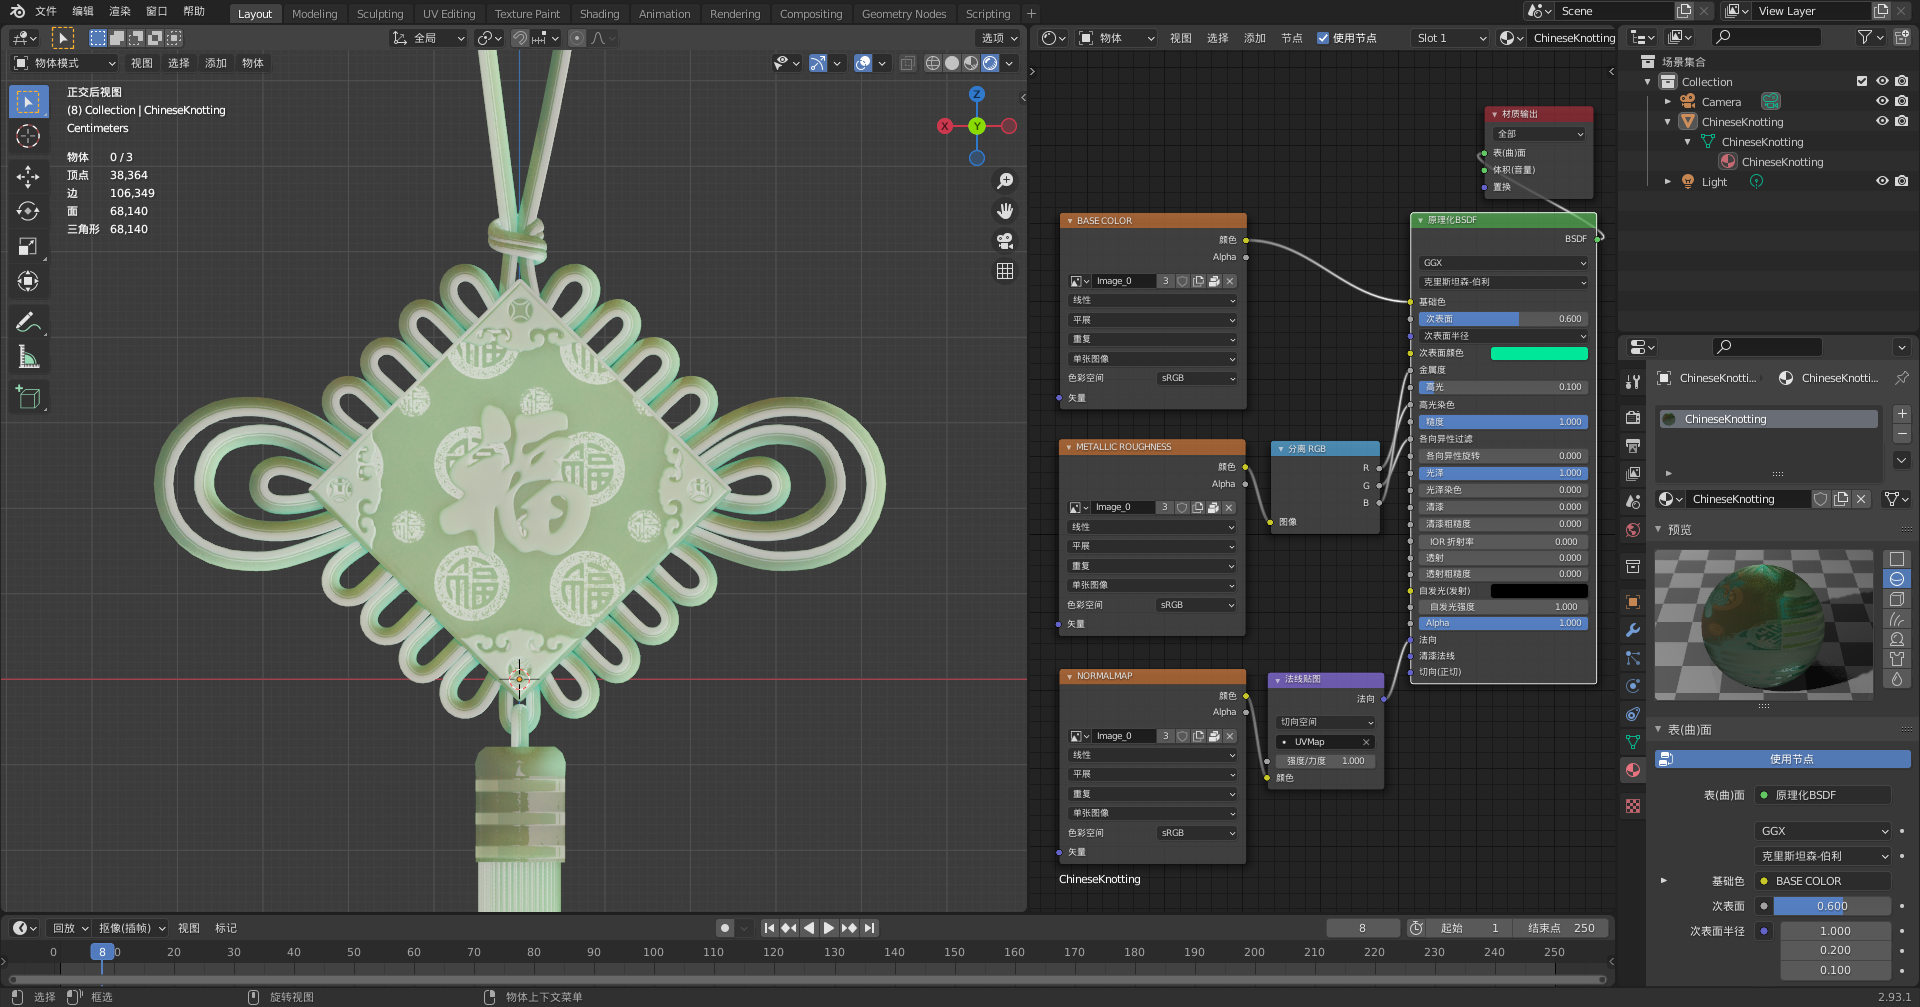 文件 编辑 渲染 窗口 帮助 Layout Modeling Sculpting UV Editing Texture Paint Shading Animation Rendering Compositing Geometry Nodes Scripting + Scene View Layer
全局 选项
物体模式 视图 选择 添加 物体
正交后视图
(8) Collection | ChineseKnotting
Centimeters
物体 0 / 3
顶点 38,364
边 106,349
面 68,140
三角形 68,140
Z
X
Y
福
物体 视图 选择 添加 节点 使用节点 Slot 1 ChineseKnotting
材质输出
全部
表(曲)面
体积(音量)
置换
BASE COLOR
颜色
Alpha
Image_0 3
线性
平展
重复
单张图像
色彩空间 sRGB
矢量
METALLIC ROUGHNESS
颜色
Alpha
Image_0 3
线性
平展
重复
单张图像
色彩空间 sRGB
矢量
分离 RGB
R
G
B
图像
NORMALMAP
颜色
Alpha
Image_0 3
线性
平展
重复
单张图像
色彩空间 sRGB
矢量
法线贴图
法向
切向空间
UVMap
强度/力度 1.000
颜色
原理化BSDF
BSDF
GGX
克里斯坦森-伯利
基础色
次表面 0.600
次表面半径
次表面颜色
金属度
高光 0.100
高光染色
糙度 1.000
各向异性过滤
各向异性旋转 0.000
光泽 1.000
光泽染色 0.000
清漆 0.000
清漆粗糙度 0.000
IOR 折射率 0.000
透射 0.000
透射粗糙度 0.000
自发光(发射)
自发光强度 1.000
Alpha 1.000
法向
清漆法线
切向(正切)
ChineseKnotting
场景集合
Collection
Camera
ChineseKnotting
ChineseKnotting
ChineseKnotting
Light
ChineseKnotti... ChineseKnotti...
ChineseKnotting
ChineseKnotting
预览
表(曲)面
使用节点
表(曲)面 原理化BSDF
GGX
克里斯坦森-伯利
基础色 BASE COLOR
次表面 0.600
次表面半径 1.000
0.200
0.100
回放 抠像(插帧) 视图 标记 8 起始 1 结束点 250
0 8 0 20 30 40 50 60 70 80 90 100 110 120 130 140 150 160 170 180 190 200 210 220 230 240 250
选择 框选 旋转视图 物体上下文菜单 2.93.1